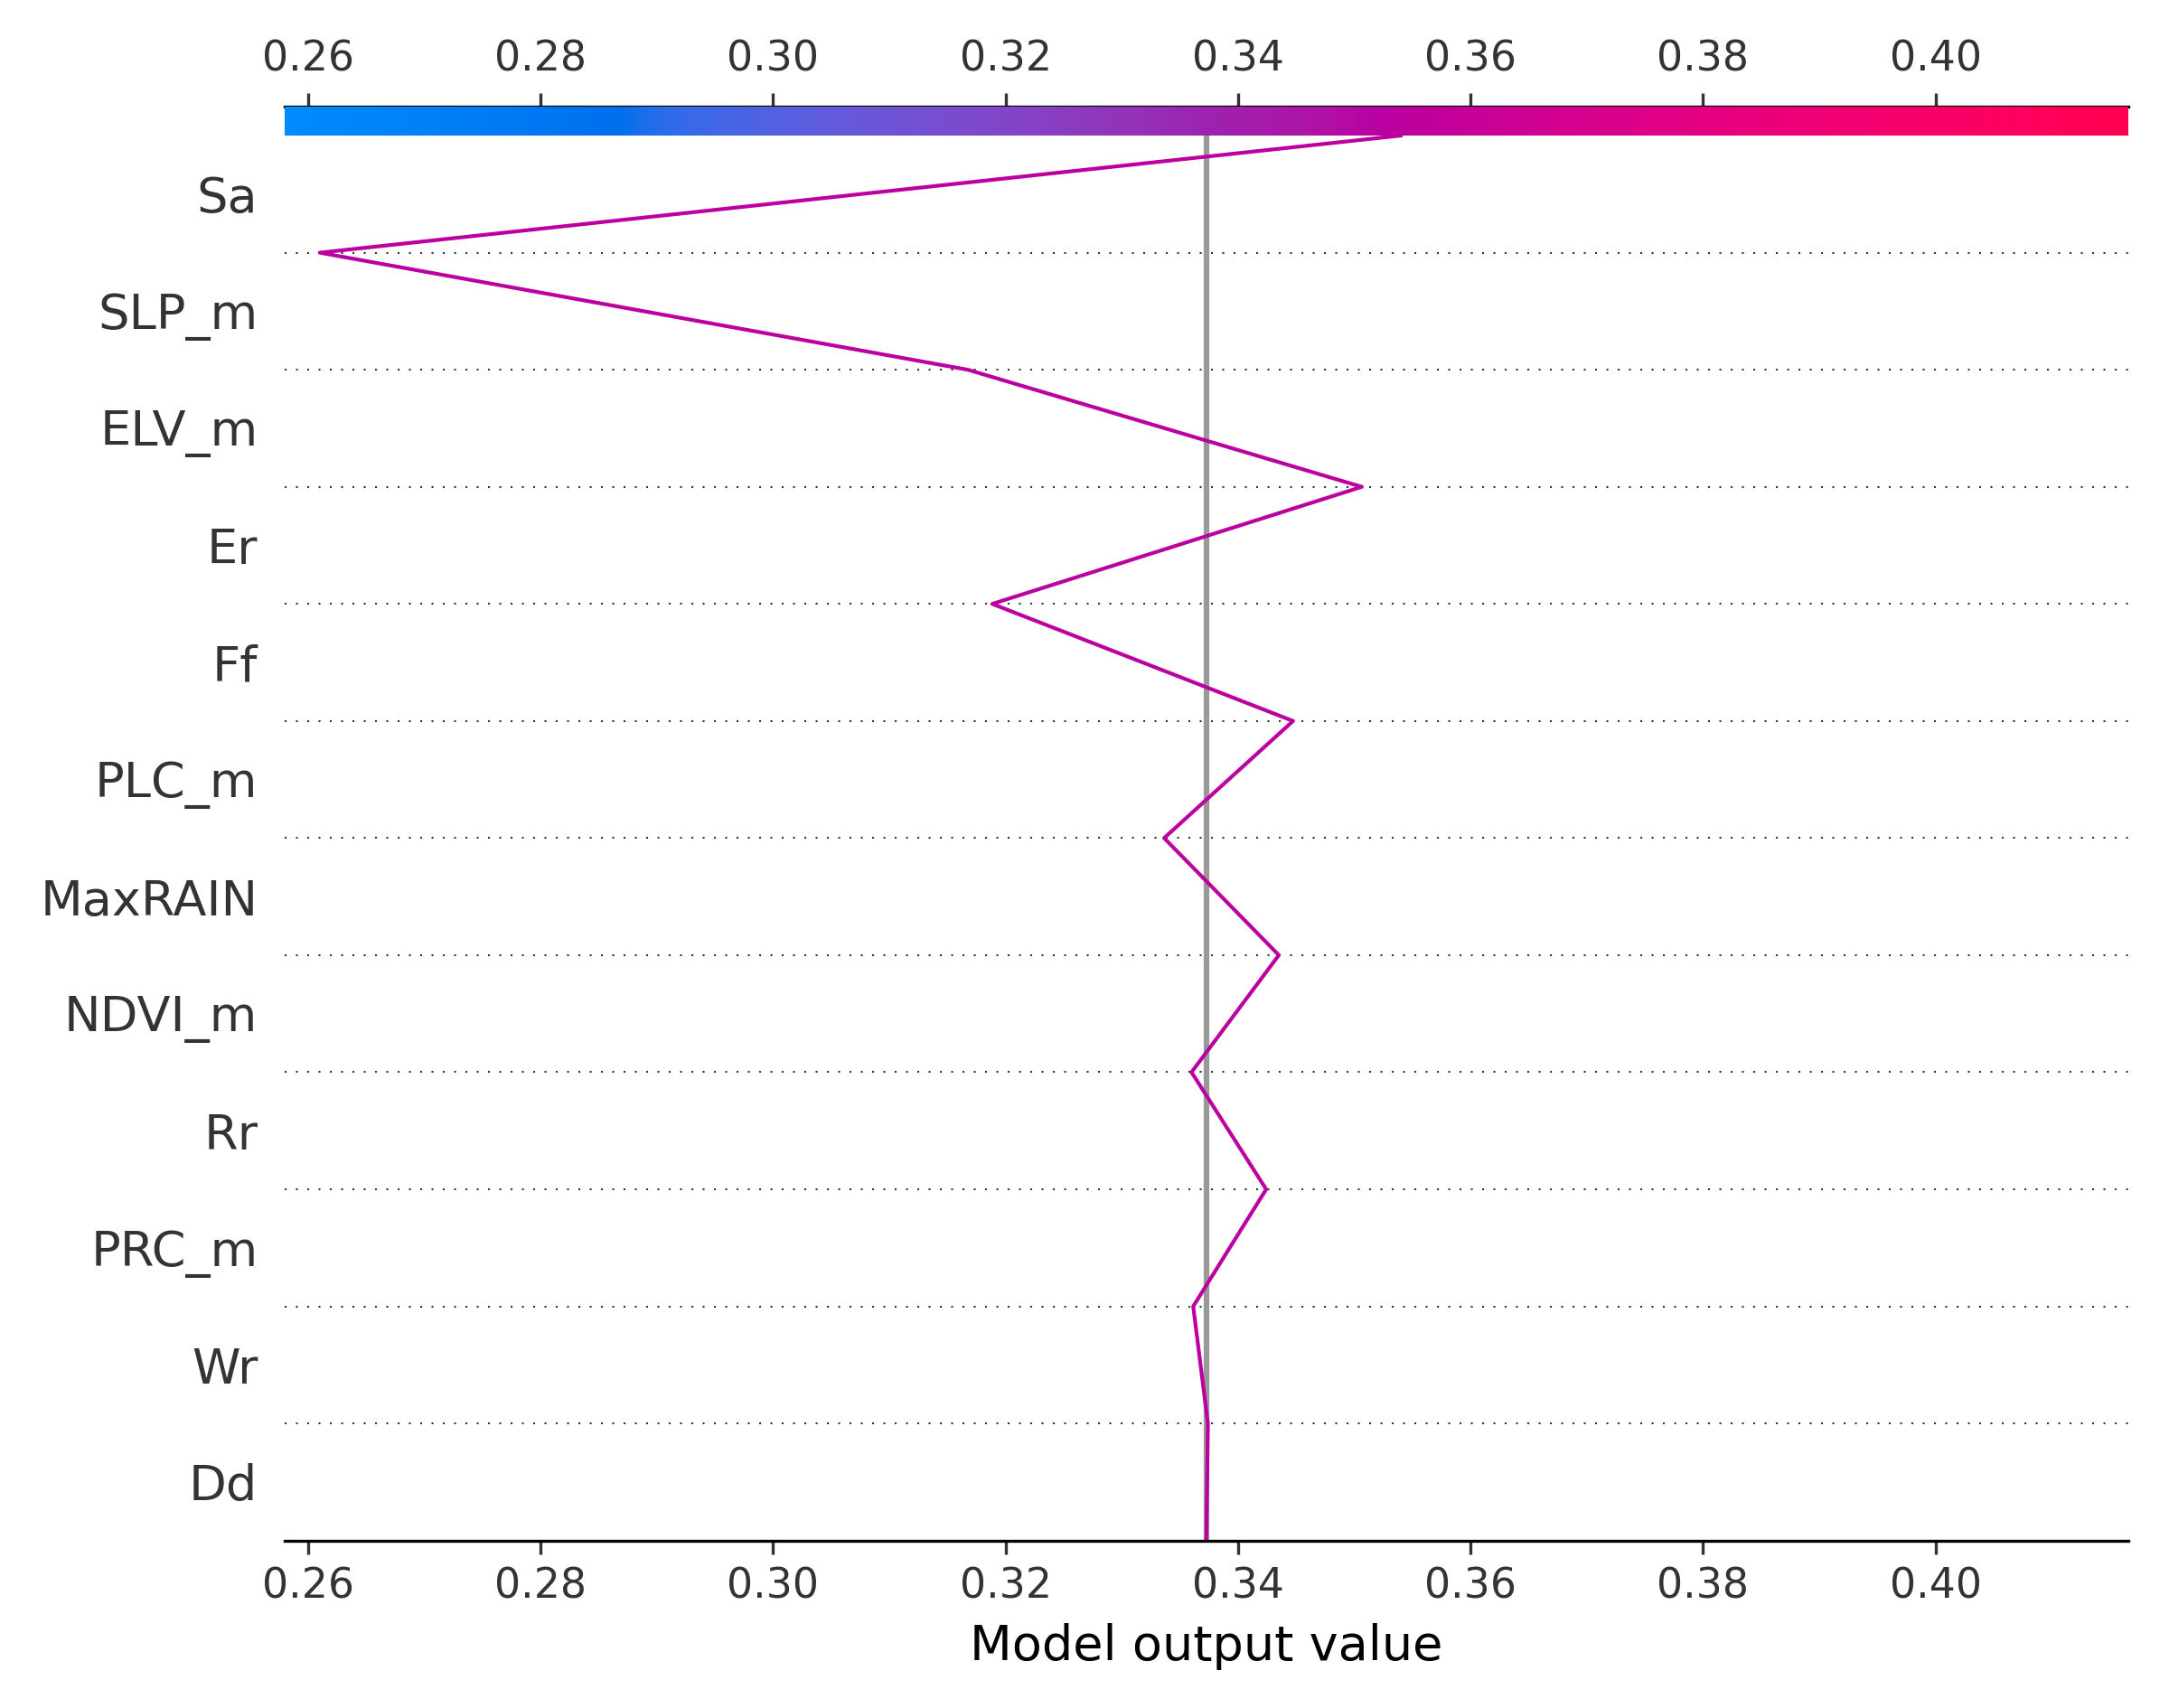 0.26 0.28 0.30 0.32 0.34 0.36 0.38 0.40
Sa
SLP_m
ELV_m
Er
Ff
PLC_m
MaxRAIN
NDVI_m
Rr
PRC_m
Wr
Dd
0.26 0.28 0.30 0.32 0.34 0.36 0.38 0.40
Model output value